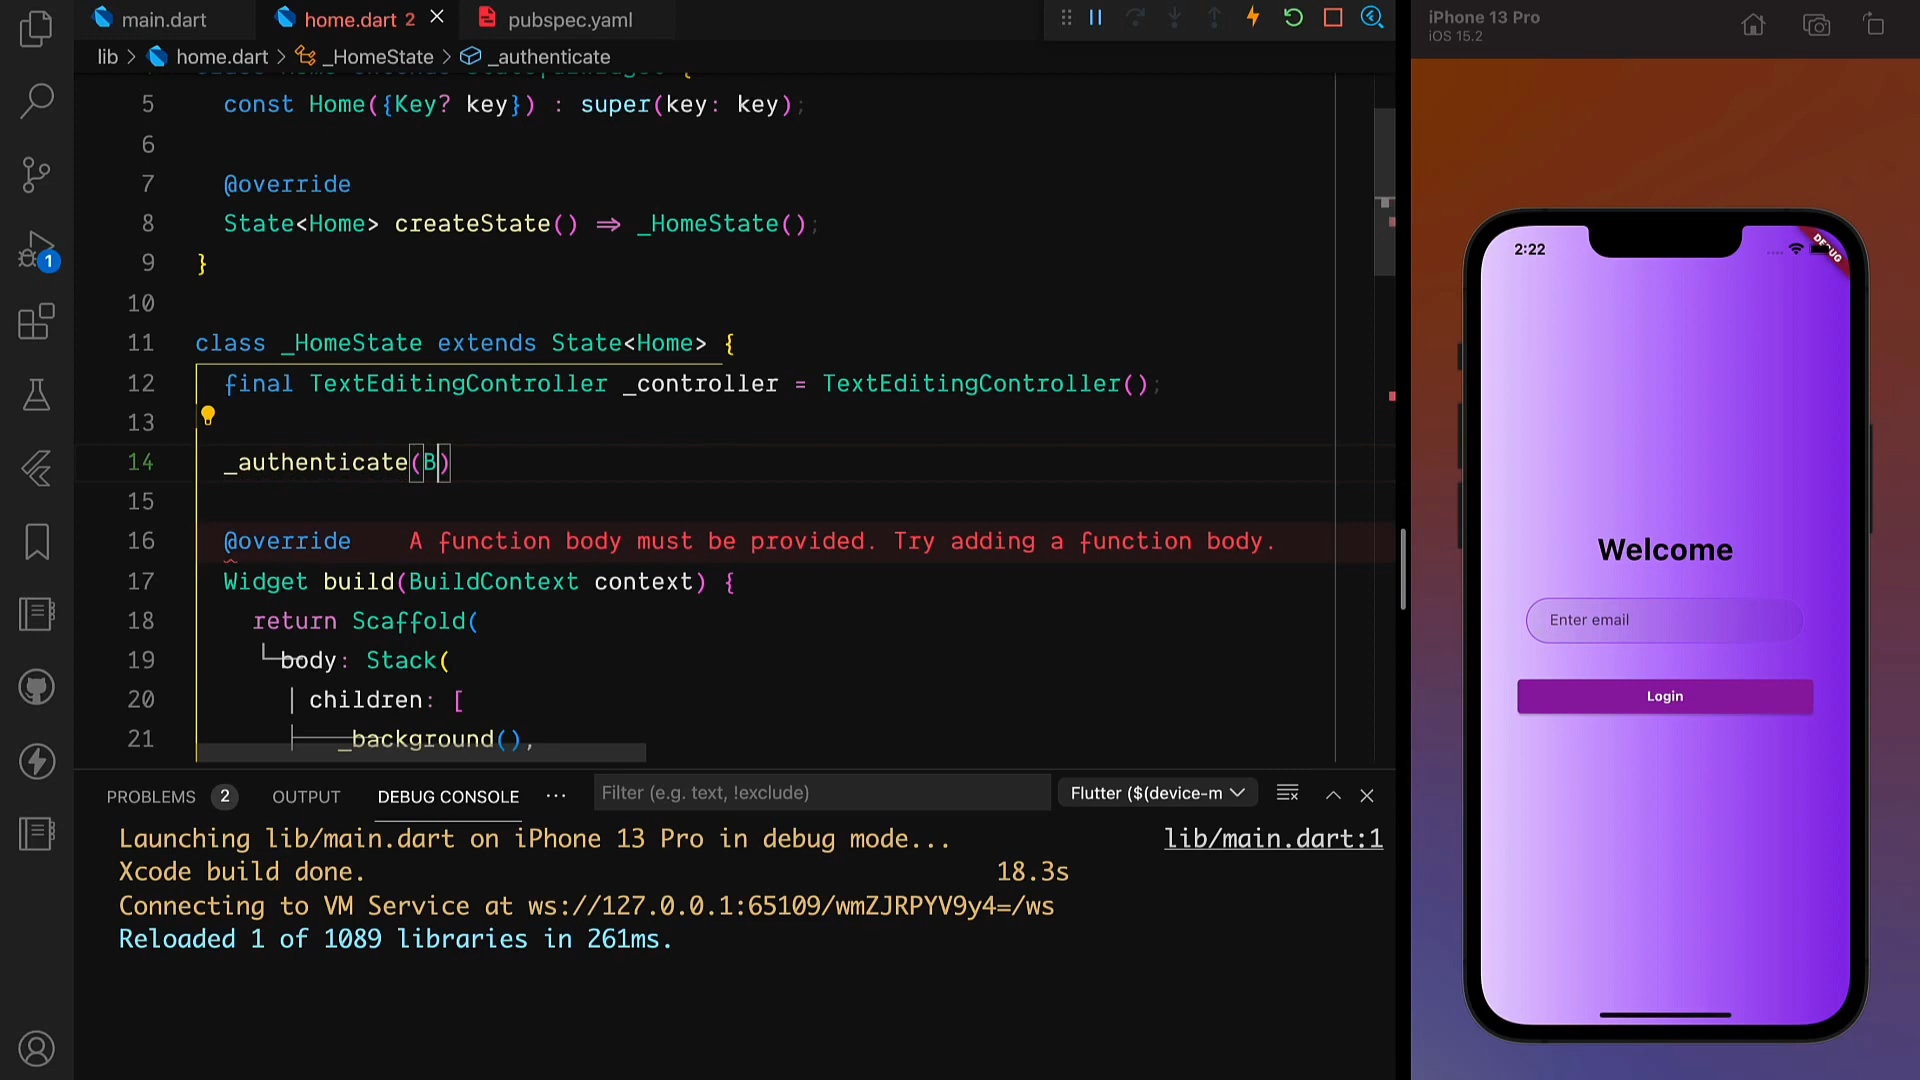 main.dart
home.dart 2
pubspec.yaml
lib > home.dart > _HomeState > _authenticate
5 const Home({Key? key}) : super(key: key);
6
7 @override
8 State<Home> createState() => _HomeState();
9 }
10
11 class _HomeState extends State<Home> {
12 final TextEditingController _controller = TextEditingController();
13
14 _authenticate(B)
15
16 @override A function body must be provided. Try adding a function body.
17 Widget build(BuildContext context) {
18 return Scaffold(
19 body: Stack(
20 children: [
21 _background(),
1
PROBLEMS 2 OUTPUT DEBUG CONSOLE ... Filter (e.g. text, !exclude) Flutter ($(device-m
Launching lib/main.dart on iPhone 13 Pro in debug mode... lib/main.dart:1
Xcode build done. 18.3s
Connecting to VM Service at ws://127.0.0.1:65109/wmZJRPYV9y4=/ws
Reloaded 1 of 1089 libraries in 261ms.
iPhone 13 Pro
iOS 15.2
2:22
DEBUG
Welcome
Enter email
Login